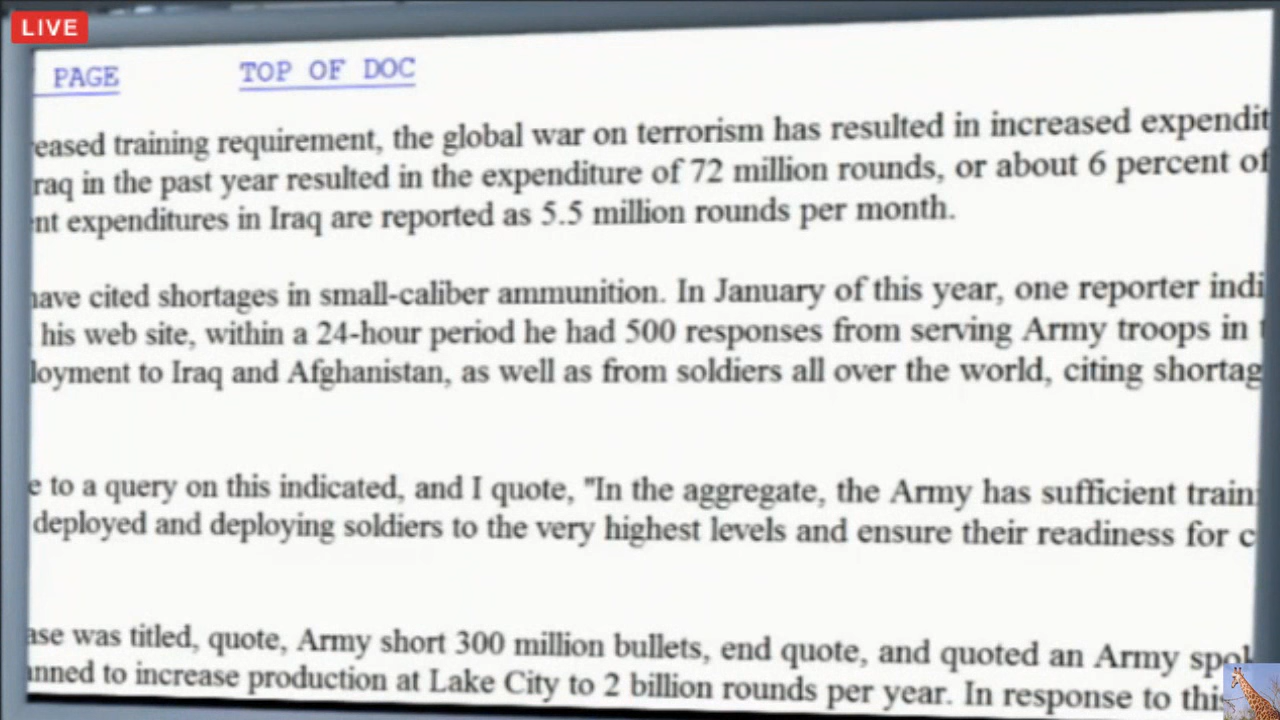 LIVE
PAGE TOP OF DOC
eased training requirement, the global war on terrorism has resulted in increased expendit
raq in the past year resulted in the expenditure of 72 million rounds, or about 6 percent of
nt expenditures in Iraq are reported as 5.5 million rounds per month.
have cited shortages in small-caliber ammunition. In January of this year, one reporter indi
his web site, within a 24-hour period he had 500 responses from serving Army troops in
loyment to Iraq and Afghanistan, as well as from soldiers all over the world, citing shortag
e to a query on this indicated, and I quote, "In the aggregate, the Army has sufficient train
deployed and deploying soldiers to the very highest levels and ensure their readiness for c
ase was titled, quote, Army short 300 million bullets, end quote, and quoted an Army spok
nned to increase production at Lake City to 2 billion rounds per year. In response to this